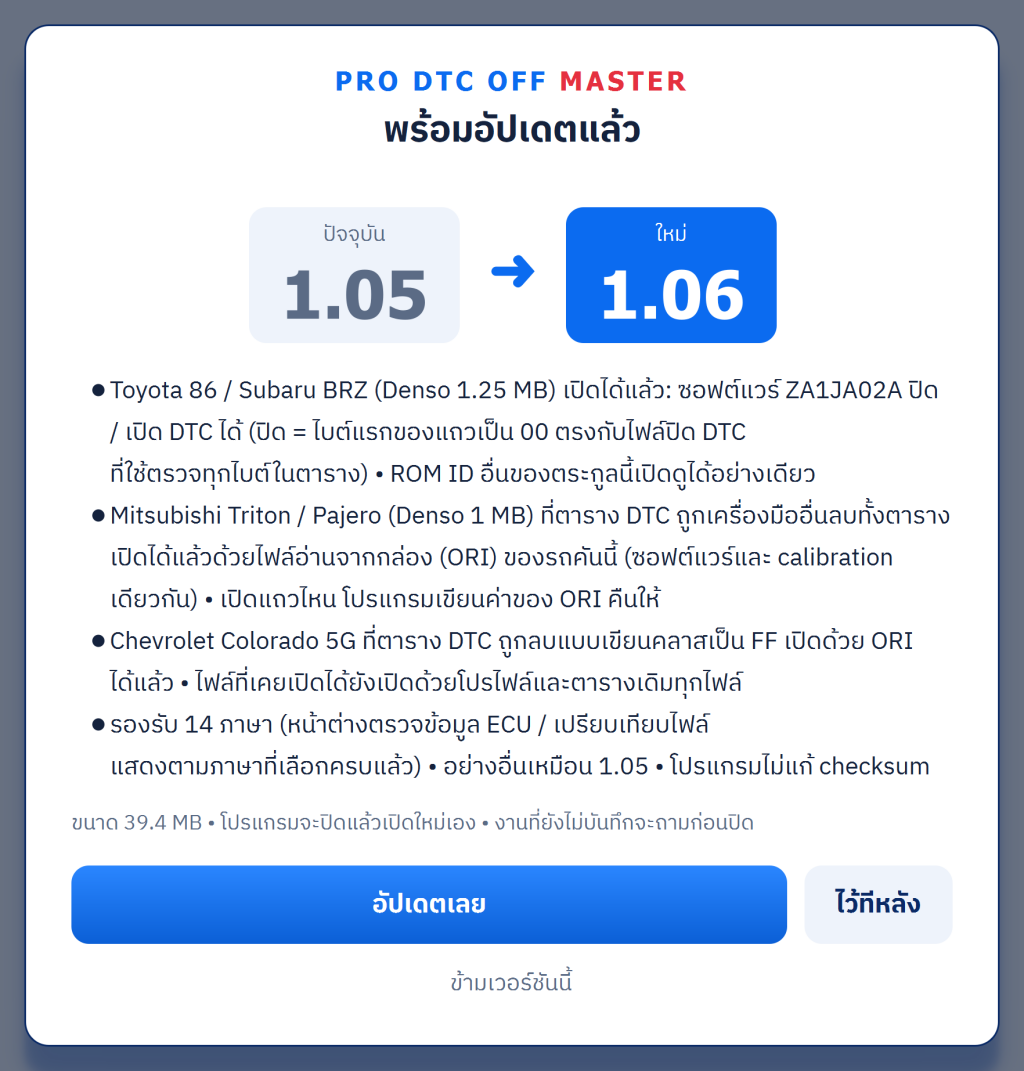 PRO DTC OFF MASTER
พร้อมอัปเดตแล้ว
ปัจจุบัน
1.05
➜
ใหม่
1.06
● Toyota 86 / Subaru BRZ (Denso 1.25 MB) เปิดได้แล้ว: ซอฟต์แวร์ ZA1JA02A ปิด
/ เปิด DTC ได้ (ปิด = ไบต์แรกของแถวเป็น 00 ตรงกับไฟล์ปิด DTC
ที่ใช้ตรวจทุกไบต์ในตาราง) • ROM ID อื่นของตระกูลนี้เปิดดูได้อย่างเดียว
● Mitsubishi Triton / Pajero (Denso 1 MB) ที่ตาราง DTC ถูกเครื่องมืออื่นลบทั้งตาราง
เปิดได้แล้วด้วยไฟล์อ่านจากกล่อง (ORI) ของรถคันนี้ (ซอฟต์แวร์และ calibration
เดียวกัน) • เปิดแถวไหน โปรแกรมเขียนค่าของ ORI คืนให้
● Chevrolet Colorado 5G ที่ตาราง DTC ถูกลบแบบเขียนคลาสเป็น FF เปิดด้วย ORI
ได้แล้ว • ไฟล์ที่เคยเปิดได้ยังเปิดด้วยโปรไฟล์และตารางเดิมทุกไฟล์
● รองรับ 14 ภาษา (หน้าต่างตรวจข้อมูล ECU / เปรียบเทียบไฟล์
แสดงตามภาษาที่เลือกครบแล้ว) • อย่างอื่นเหมือน 1.05 • โปรแกรมไม่แก้ checksum
ขนาด 39.4 MB • โปรแกรมจะปิดแล้วเปิดใหม่เอง • งานที่ยังไม่บันทึกจะถามก่อนปิด
อัปเดตเลย
ไว้ทีหลัง
ข้ามเวอร์ชันนี้